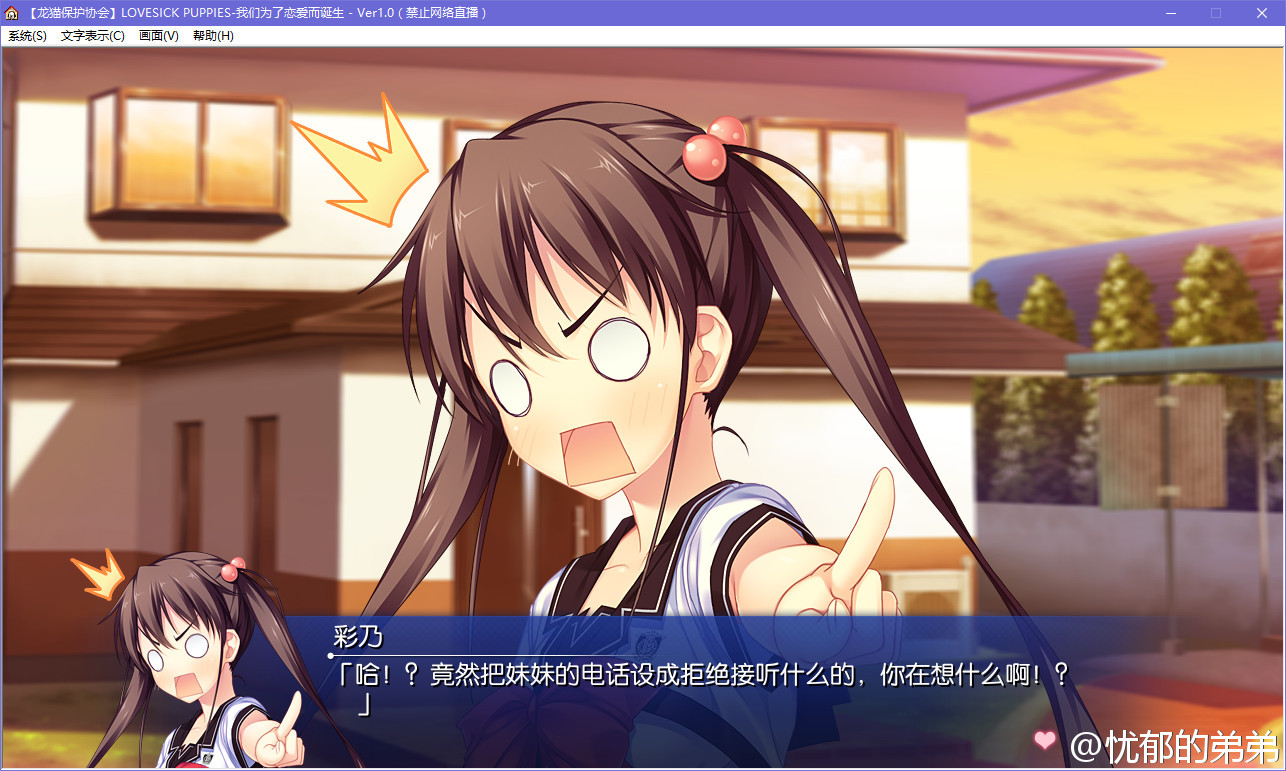 【龙猫保护协会】LOVESICK PUPPIES-我们为了恋爱而诞生 - Ver1.0 ( 禁止网络直播 )
系统(S) 文字表示(C) 画面(V) 帮助(H)
彩乃
「哈！？竟然把妹妹的电话设成拒绝接听什么的，你在想什么啊！？
」
@忧郁的弟弟